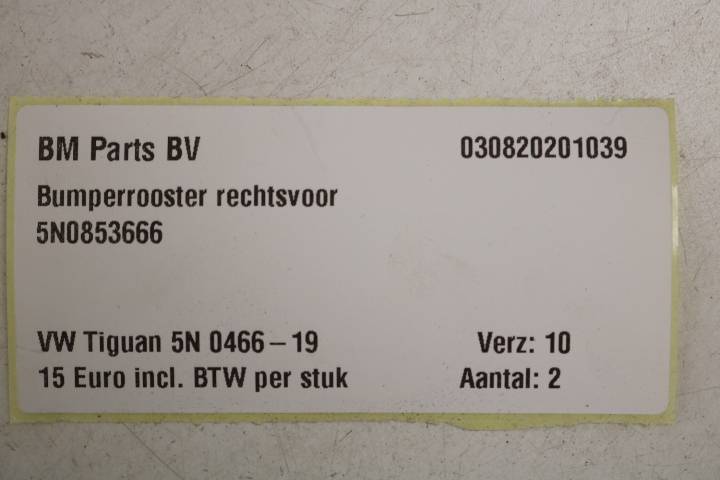 BM Parts BV 030820201039
Bumperrooster rechtsvoor
5N0853666
VW Tiguan 5N 0466 – 19 Verz: 10
15 Euro incl. BTW per stuk Aantal: 2